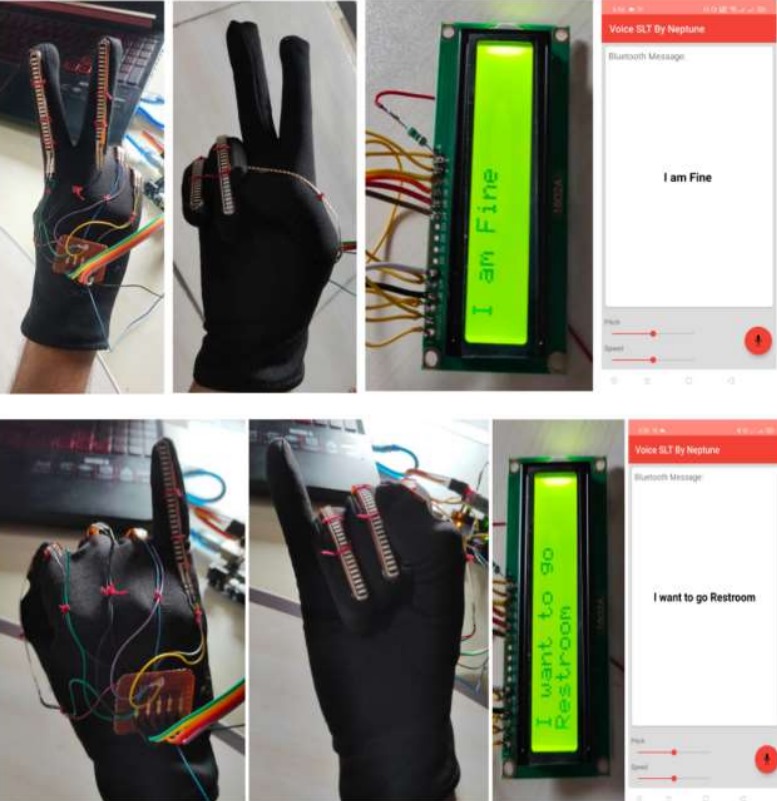 I am Fine
Voice SLT By Neptune
Bluetooth Message:
I am Fine
Pitch
Speed
I want to go
Restroom
Voice SLT By Neptune
Bluetooth Message:
I want to go Restroom
Pitch
Speed